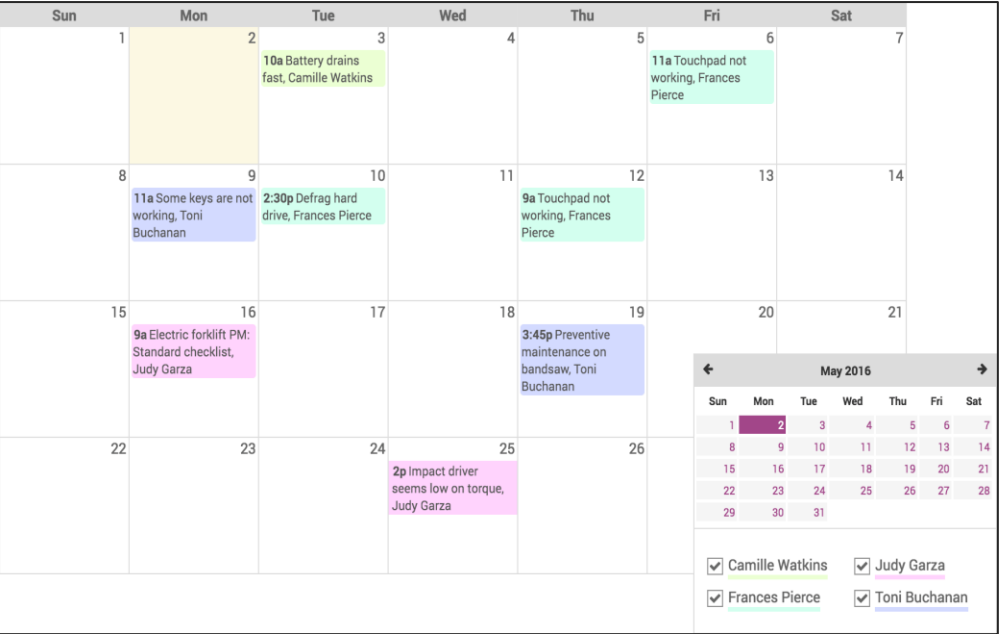 Sun Mon Tue Wed Thu Fri Sat
1 2 3 4 5 6 7
10a Battery drains
fast, Camille Watkins
11a Touchpad not
working, Frances
Pierce
8 9 10 11 12 13 14
11a Some keys are not
working, Toni
Buchanan
2:30p Defrag hard
drive, Frances Pierce
9a Touchpad not
working, Frances
Pierce
15 16 17 18 19 20 21
9a Electric forklift PM:
Standard checklist,
Judy Garza
3:45p Preventive
maintenance on
bandsaw, Toni
Buchanan
22 23 24 25 26
2p Impact driver
seems low on torque,
Judy Garza
May 2016
Sun Mon Tue Wed Thu Fri Sat
1 2 3 4 5 6 7
8 9 10 11 12 13 14
15 16 17 18 19 20 21
22 23 24 25 26 27 28
29 30 31
Camille Watkins Judy Garza
Frances Pierce Toni Buchanan